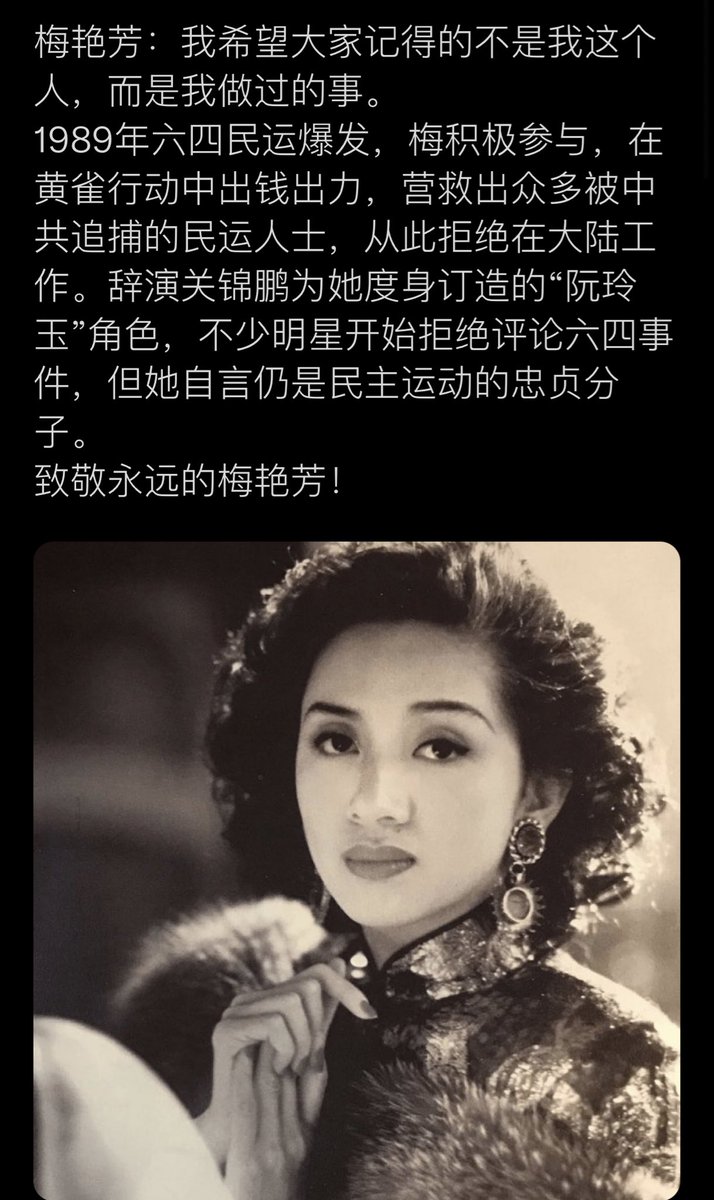 梅艳芳：我希望大家记得的不是我这个
人，而是我做过的事。
1989年六四民运爆发，梅积极参与，在
黄雀行动中出钱出力，营救出众多被中
共追捕的民运人士，从此拒绝在大陆工
作。辞演关锦鹏为她度身订造的“阮玲
玉”角色，不少明星开始拒绝评论六四事
件，但她自言仍是民主运动的忠贞分
子。
致敬永远的梅艳芳！